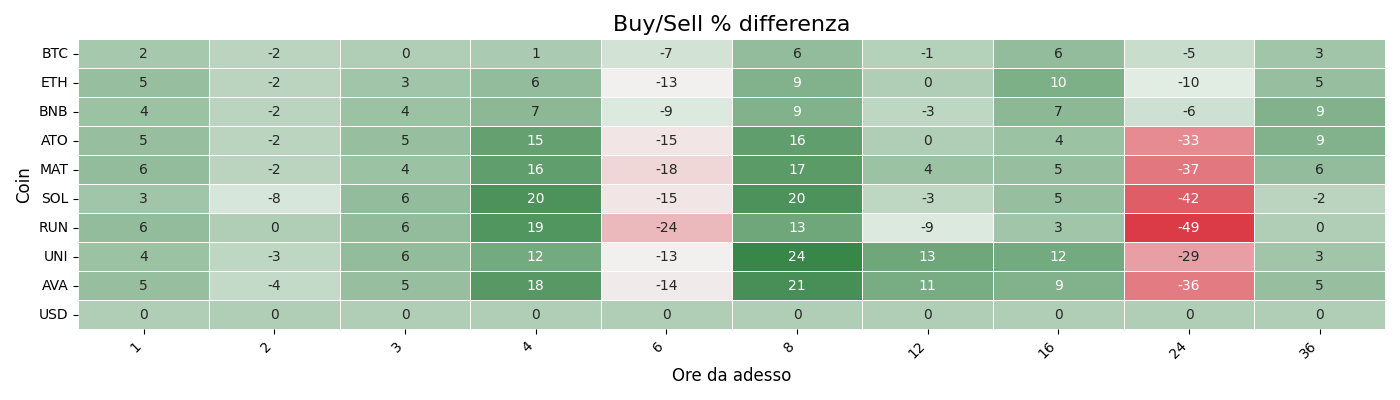 Buy/Sell % differenza
Coin
BTC 2 -2 0 1 -7 6 -1 6 -5 3
ETH 5 -2 3 6 -13 9 0 10 -10 5
BNB 4 -2 4 7 -9 9 -3 7 -6 9
ATO 5 -2 5 15 -15 16 0 4 -33 9
MAT 6 -2 4 16 -18 17 4 5 -37 6
SOL 3 -8 6 20 -15 20 -3 5 -42 -2
RUN 6 0 6 19 -24 13 -9 3 -49 0
UNI 4 -3 6 12 -13 24 13 12 -29 3
AVA 5 -4 5 18 -14 21 11 9 -36 5
USD 0 0 0 0 0 0 0 0 0 0
1 2 3 4 6 8 12 16 24 36
Ore da adesso